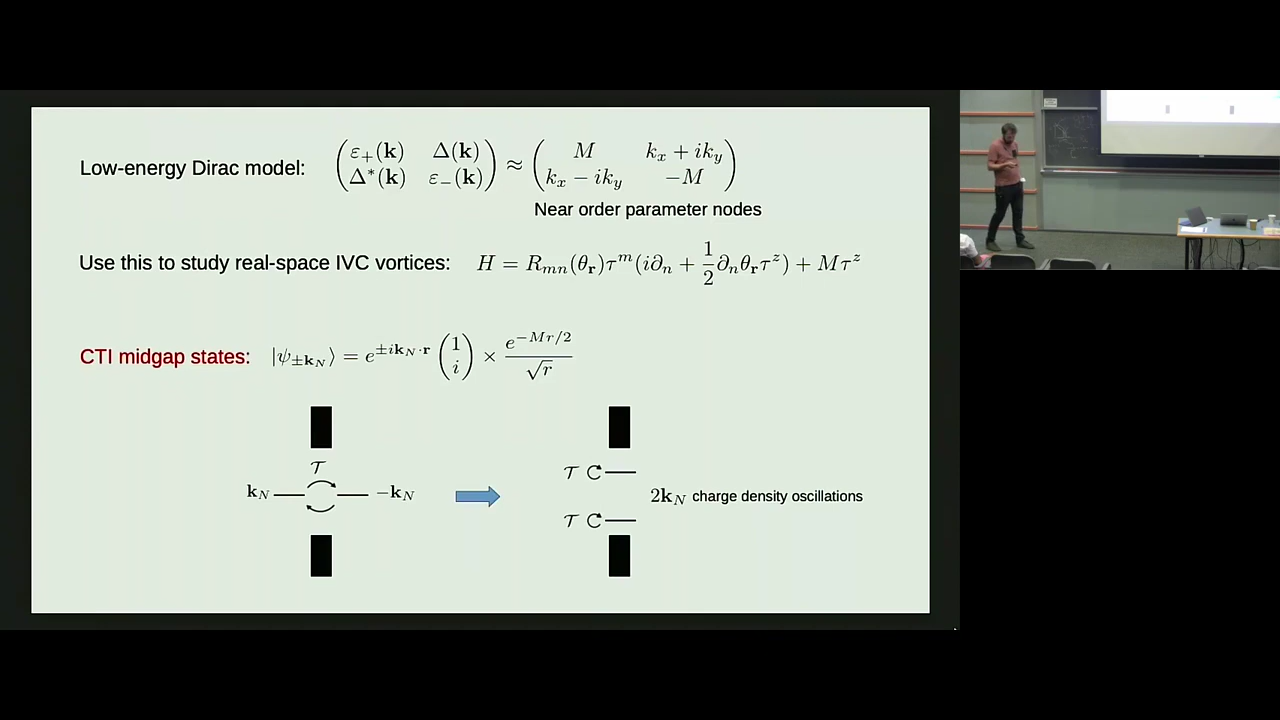 Low-energy Dirac model: $\begin{pmatrix} \varepsilon_+(\mathbf{k}) & \Delta(\mathbf{k}) \\ \Delta^*(\mathbf{k}) & \varepsilon_-(\mathbf{k}) \end{pmatrix} \approx \begin{pmatrix} M & k_x + ik_y \\ k_x - ik_y & -M \end{pmatrix}$
Near order parameter nodes
Use this to study real-space IVC vortices: $H = R_{mn}(\theta_{\mathbf{r}})\tau^m(i\partial_n + \frac{1}{2}\partial_n\theta_{\mathbf{r}}\tau^z) + M\tau^z$
CTI midgap states: $|\psi_{\pm\mathbf{k}_N}\rangle = e^{\pm i\mathbf{k}_N\cdot\mathbf{r}} \begin{pmatrix} 1 \\ i \end{pmatrix} \times \frac{e^{-Mr/2}}{\sqrt{r}}$
$\mathcal{T}$
$\mathbf{k}_N$ $-\mathbf{k}_N$
$\mathcal{T}$
$2\mathbf{k}_N$ charge density oscillations
$\mathcal{T}$